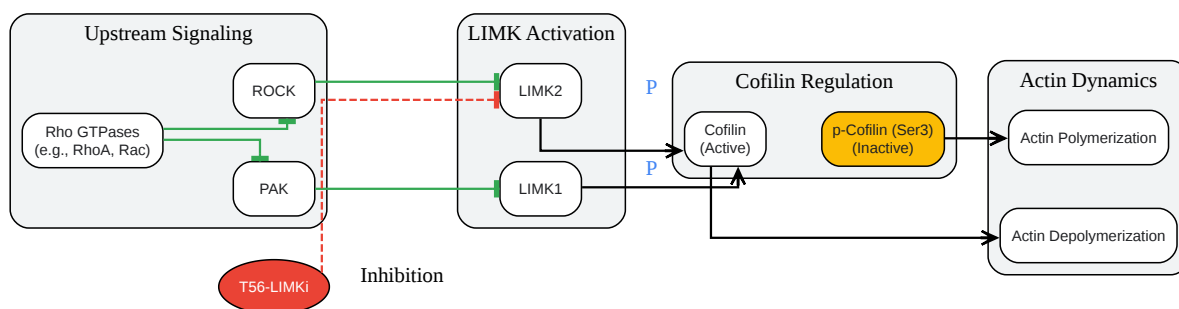 Upstream Signaling
ROCK
Rho GTPases
(e.g., RhoA, Rac)
PAK
T56-LIMKi
Inhibition
LIMK Activation
LIMK2
LIMK1
P
P
Cofilin Regulation
Cofilin
(Active)
p-Cofilin (Ser3)
(Inactive)
Actin Dynamics
Actin Polymerization
Actin Depolymerization